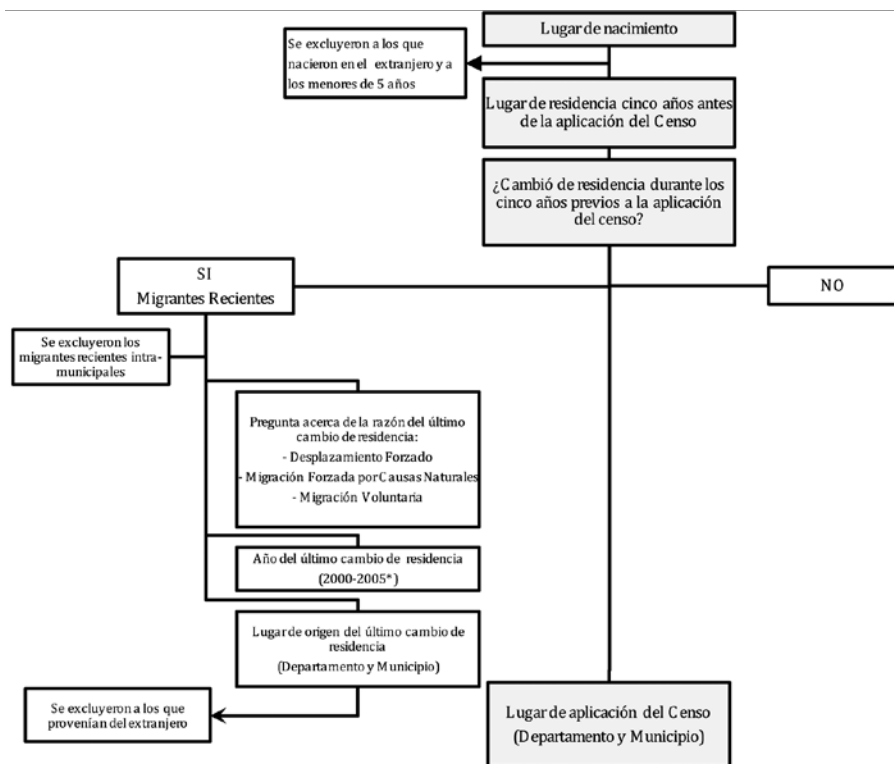 Lugar de nacimiento
Se excluyeron a los que
nacieron en el extranjero y a
los menores de 5 años
Lugar de residencia cinco años antes
de la aplicación del Censo
¿Cambió de residencia durante los
cinco años previos a la aplicación
del censo?
SI
Migrantes Recientes
NO
Se excluyeron los
migrantes recientes intra-
municipales
Pregunta acerca de la razón del último
cambio de residencia:
- Desplazamiento Forzado
- Migración Forzada por Causas Naturales
- Migración Voluntaria
Año del último cambio de residencia
(2000-2005*)
Lugar de origen del último cambio de
residencia
(Departamento y Municipio)
Se excluyeron a los que
provenían del extranjero
Lugar de aplicación del Censo
(Departamento y Municipio)